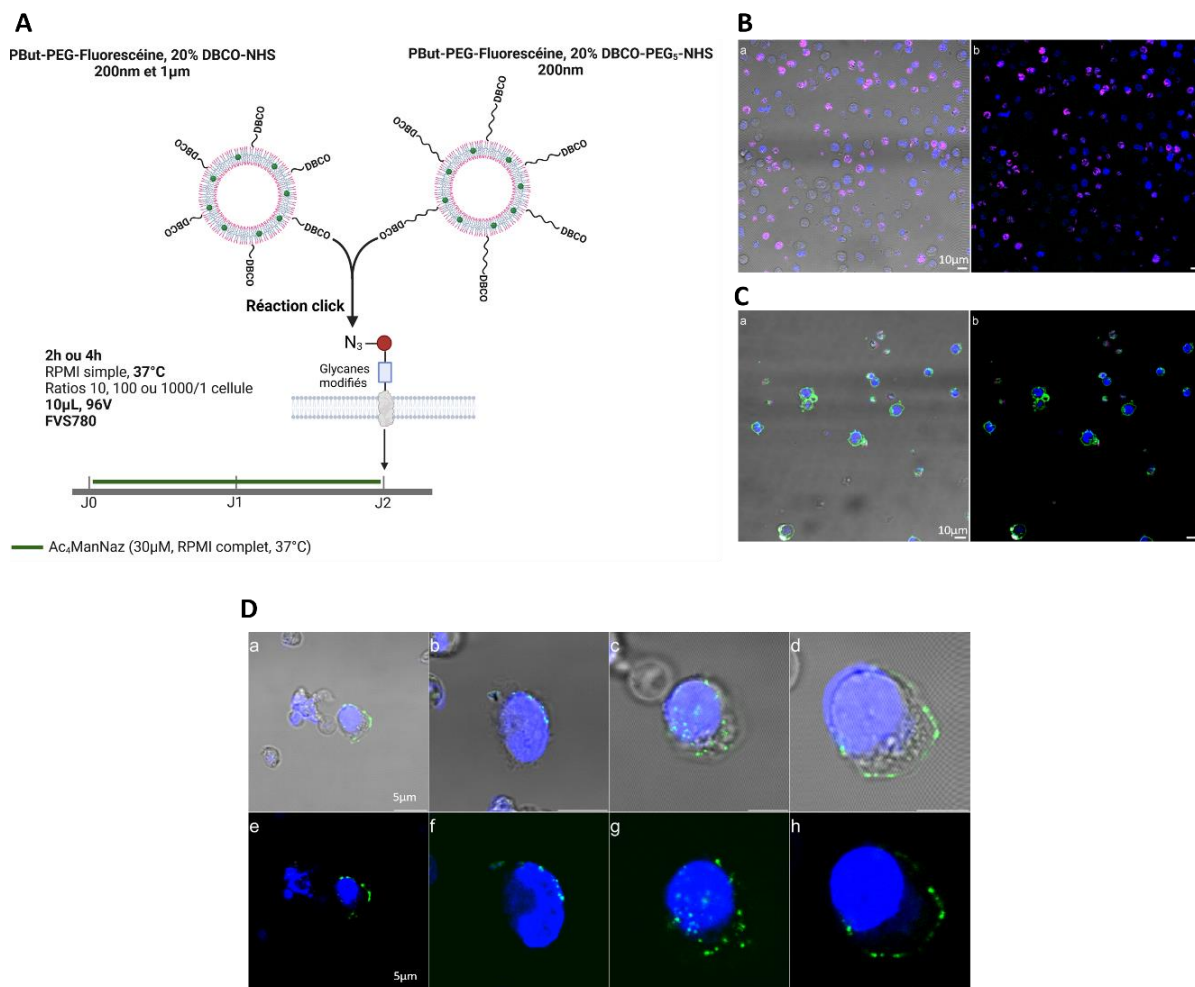 A
PBut-PEG-Fluorescéine, 20% DBCO-NHS
200nm et 1µm
PBut-PEG-Fluorescéine, 20% DBCO-PEG₅-NHS
200nm
DBCO
DBCO
DBCO
DBCO
DBCO
DBCO
DBCO
DBCO
DBCO
DBCO
DBCO
DBCO
Réaction click
N₃
Glycanes
modifiés
2h ou 4h
RPMI simple, 37°C
Ratios 10, 100 ou 1000/1 cellule
10µL, 96V
FVS780
J0
J1
J2
Ac₄ManNaz (30µM, RPMI complet, 37°C)
B
a
b
10µm
C
a
b
10µm
D
a
b
c
d
5µm
e
f
g
h
5µm